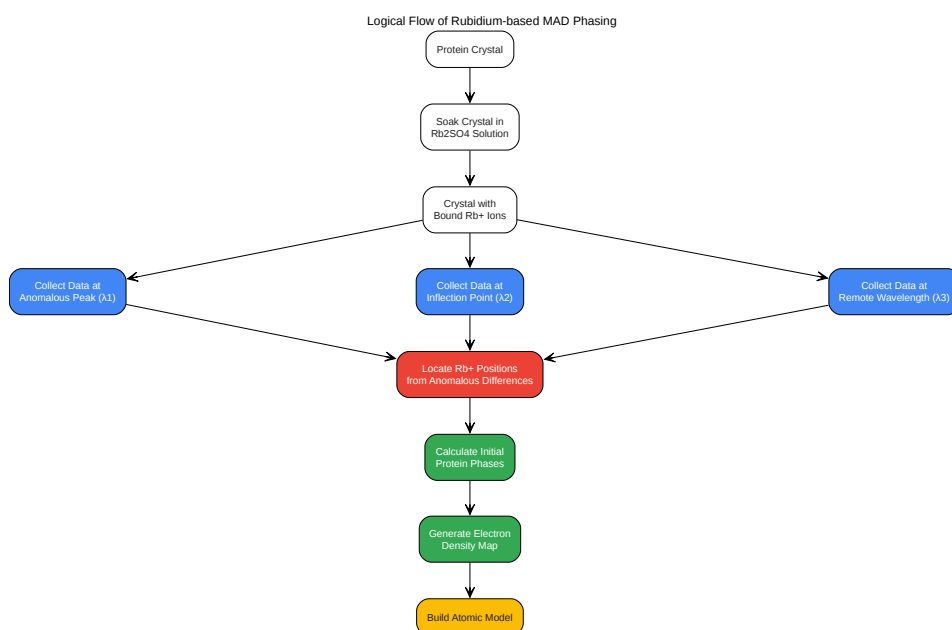 Logical Flow of Rubidium-based MAD Phasing
Protein Crystal
Soak Crystal in
Rb2SO4 Solution
Crystal with
Bound Rb+ Ions
Collect Data at
Anomalous Peak (λ1)
Collect Data at
Inflection Point (λ2)
Collect Data at
Remote Wavelength (λ3)
Locate Rb+ Positions
from Anomalous Differences
Calculate Initial
Protein Phases
Generate Electron
Density Map
Build Atomic Model